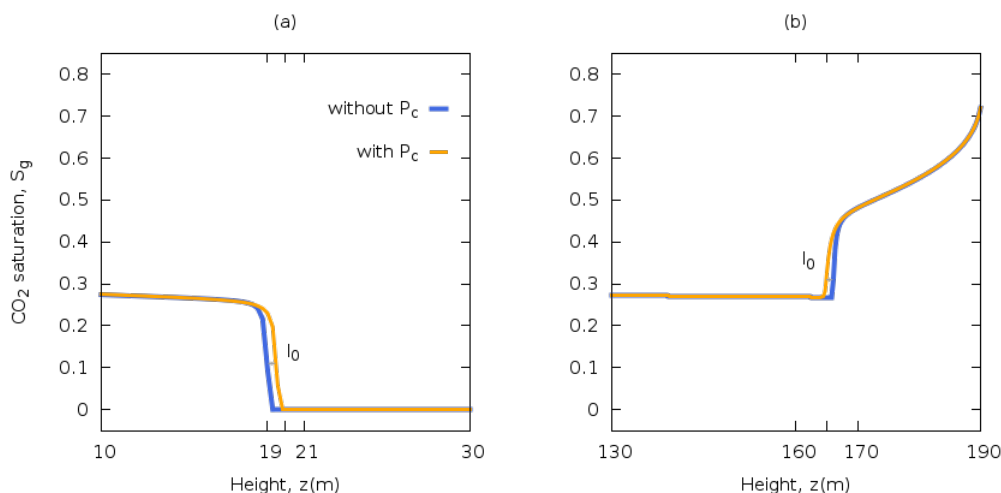 (a)
(b)
CO2 saturation, Sg
0.8
0.7
0.6
0.5
0.4
0.3
0.2
0.1
0
without Pc
with Pc
l0
10 19 21 30
Height, z(m)
0.8
0.7
0.6
0.5
0.4
0.3
0.2
0.1
0
l0
130 160 170 190
Height, z(m)